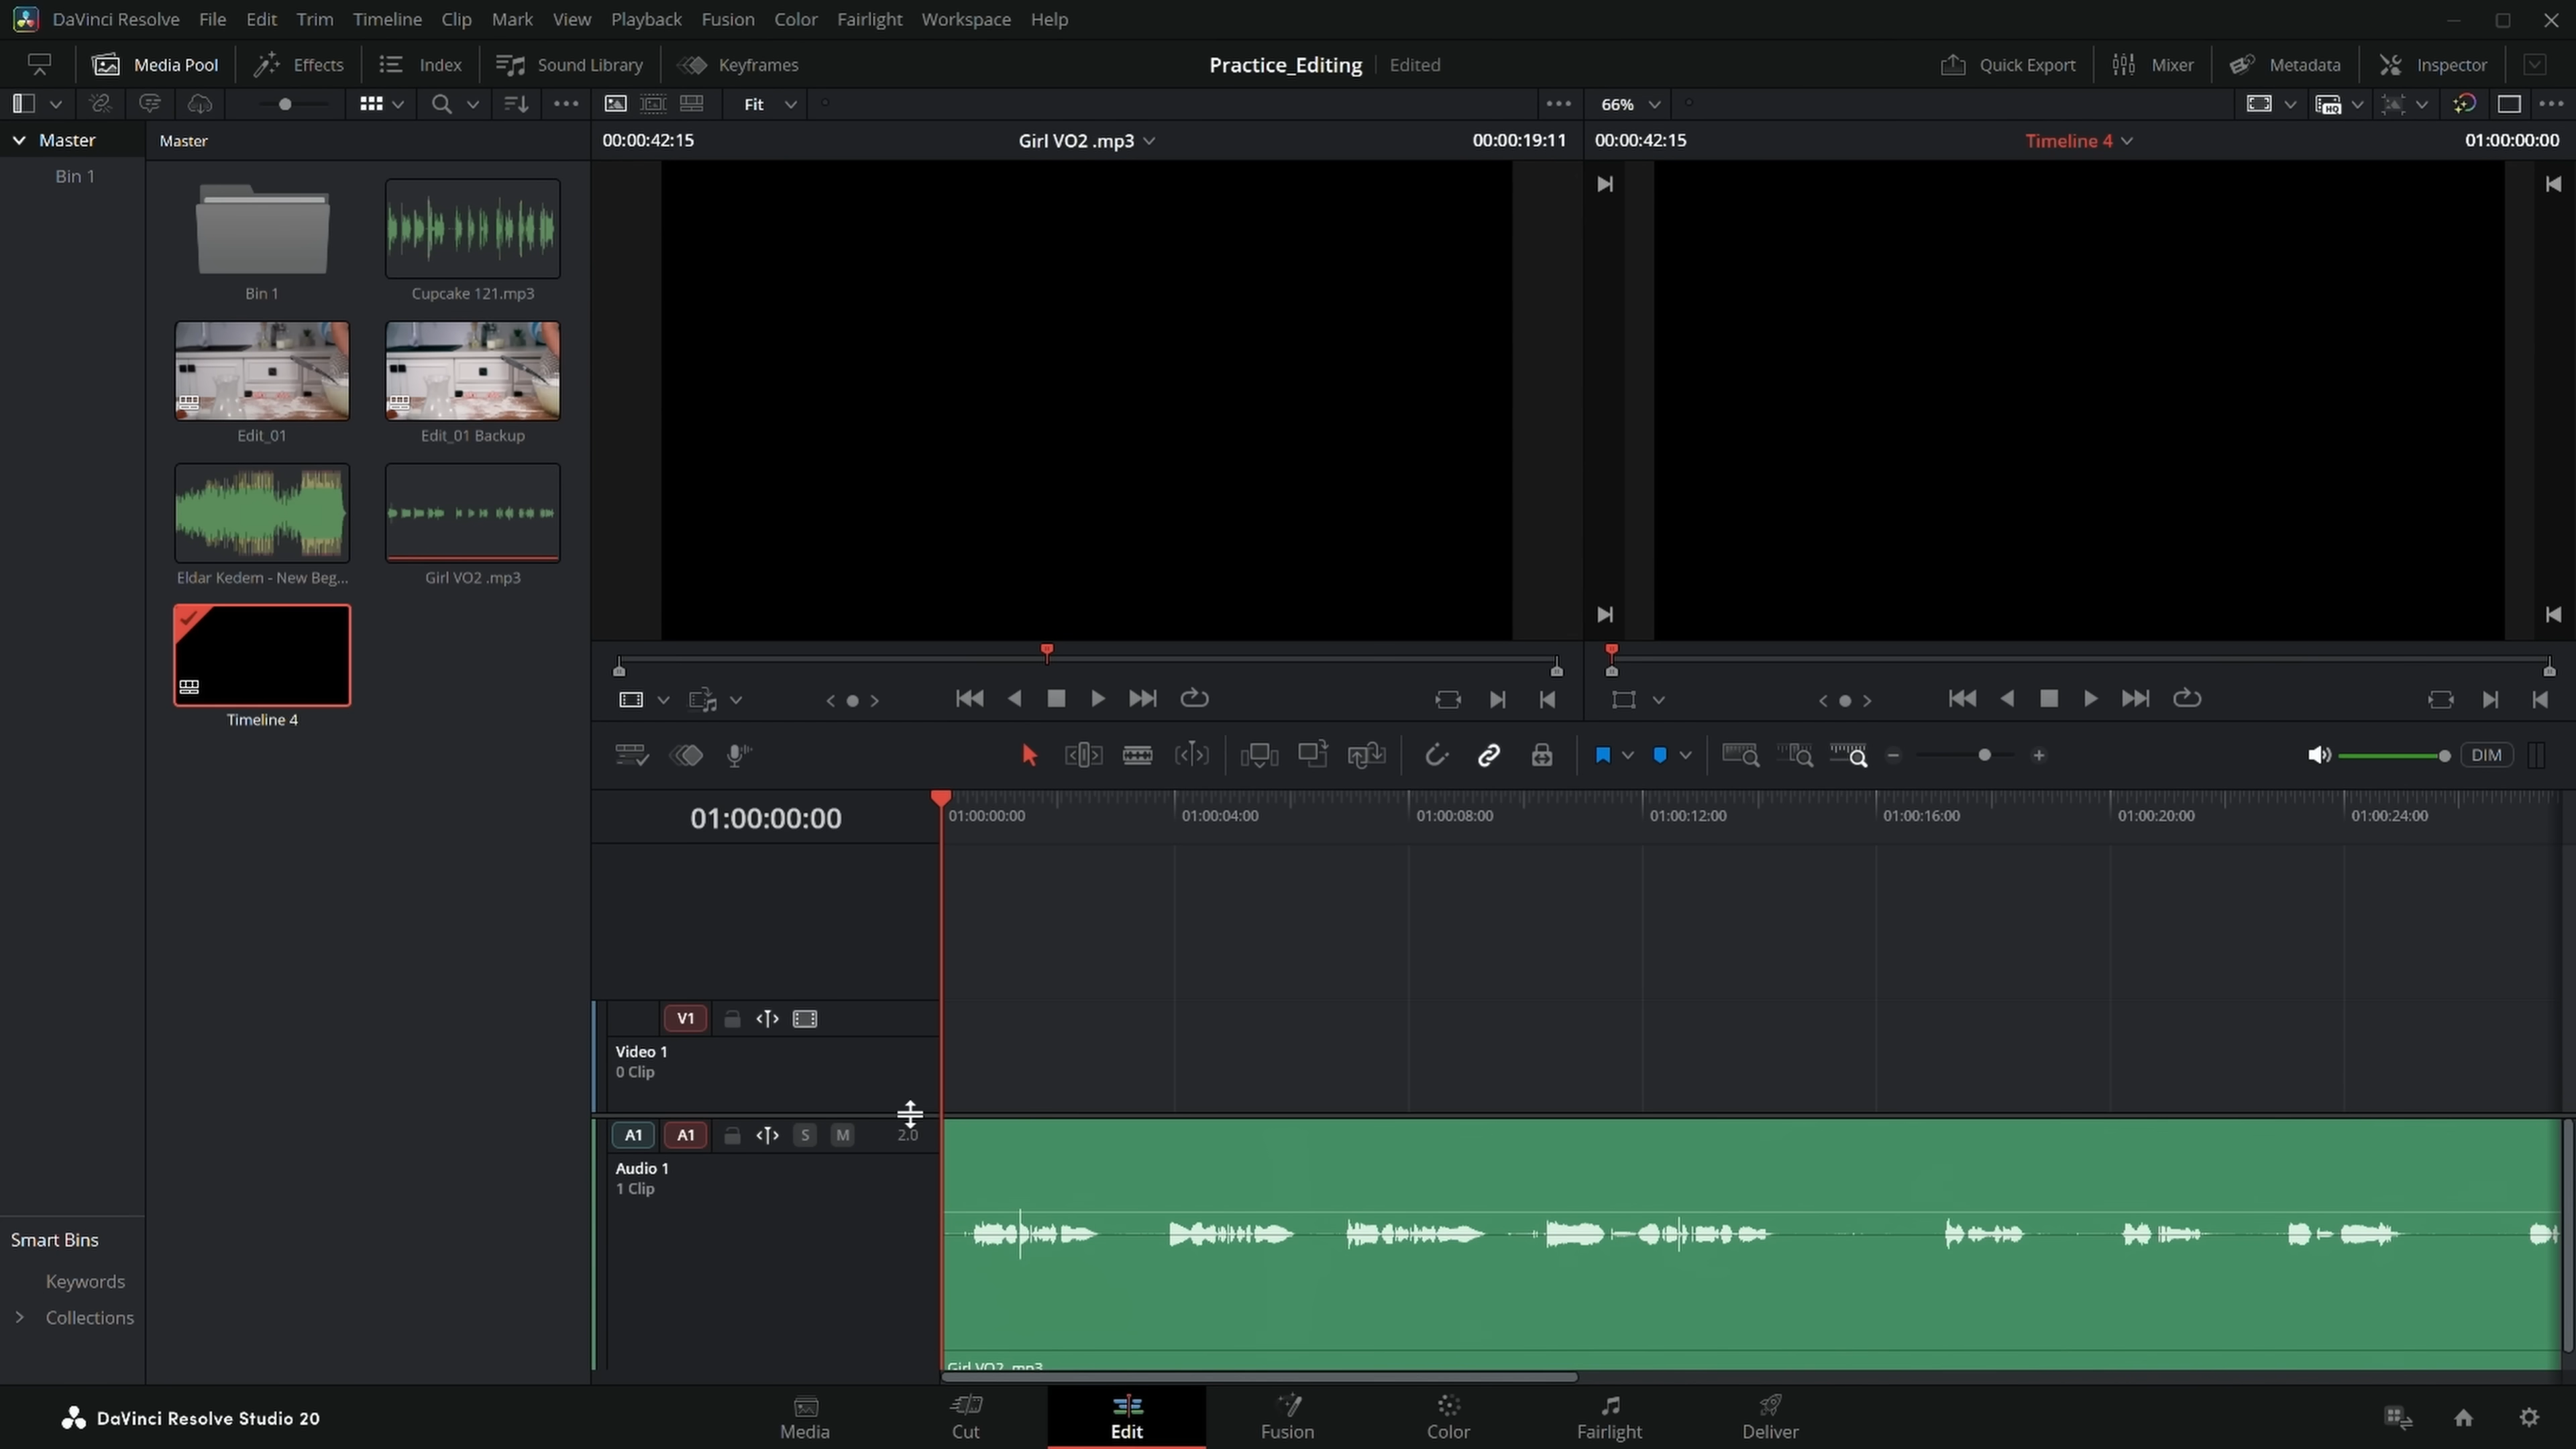 DaVinci Resolve File Edit Trim Timeline Clip Mark View Playback Fusion Color Fairlight Workspace Help
Media Pool Effects Index Sound Library Keyframes Practice_Editing Edited Quick Export Mixer Metadata Inspector
Fit 66%
Master Master 00:00:42:15 Girl VO2 .mp3 00:00:19:11 00:00:42:15 Timeline 4 01:00:00:00
Bin 1
Bin 1 Cupcake 121.mp3
Edit_01 Edit_01 Backup
Eldar Kedem - New Beg... Girl VO2 .mp3
Timeline 4
DIM
01:00:00:00 01:00:00:00 01:00:04:00 01:00:08:00 01:00:12:00 01:00:16:00 01:00:20:00 01:00:24:00
V1
Video 1
0 Clip
A1 A1 S M 2.0
Audio 1
1 Clip
Girl VO2 .mp3
Smart Bins
Keywords
Collections
DaVinci Resolve Studio 20 Media Cut Edit Fusion Color Fairlight Deliver